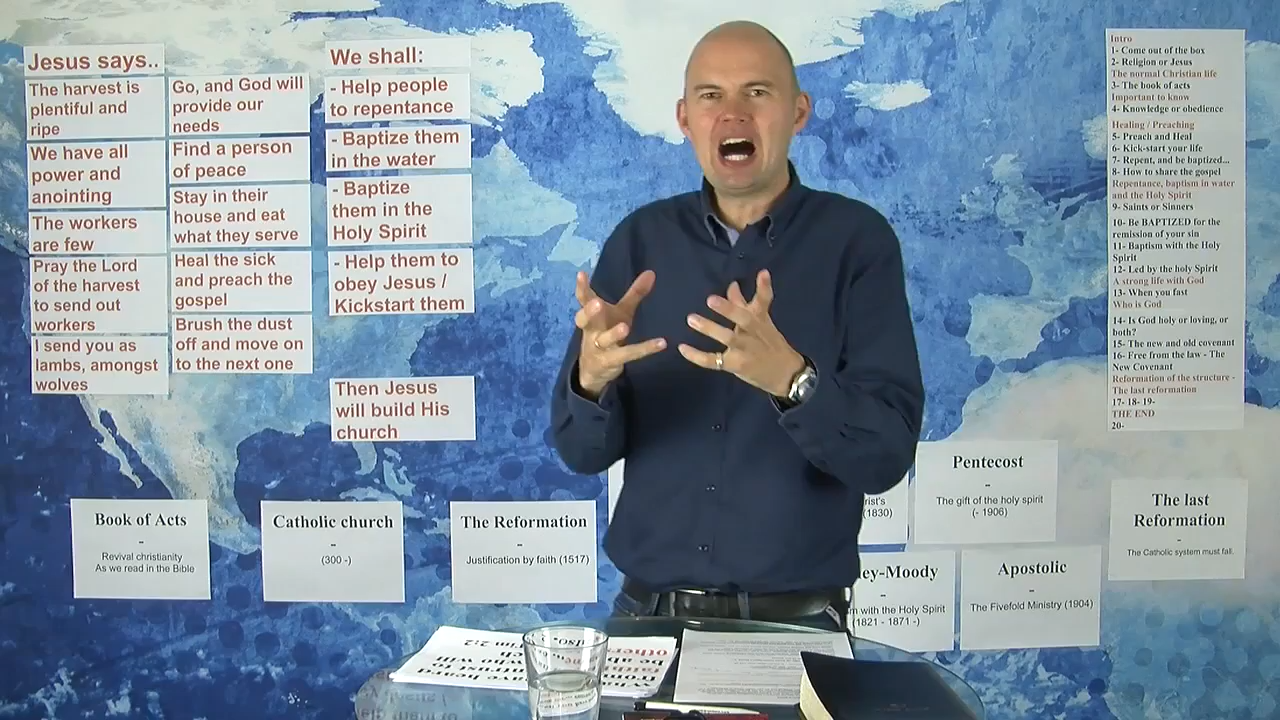 Jesus says..
The harvest is
plentiful and
ripe
We have all
power and
anointing
The workers
are few
Pray the Lord
of the harvest
to send out
workers
I send you as
lambs, amongst
wolves
Go, and God will
provide our
needs
Find a person
of peace
Stay in their
house and eat
what they serve
Heal the sick
and preach the
gospel
Brush the dust
off and move on
to the next one
We shall:
- Help people
to repentance
- Baptize them
in the water
- Baptize
them in the
Holy Spirit
- Help them to
obey Jesus /
Kickstart them
Then Jesus
will build His
church
Intro
1- Come out of the box
2- Religion or Jesus
The normal Christian life
3- The book of acts
Important to know
4- Knowledge or obedience
Healing / Preaching
5- Preach and Heal
6- Kick-start your life
7- Repent, and be baptized...
8- How to share the gospel
Repentance, baptism in water
and the Holy Spirit
9- Saints or Sinners
10- Be BAPTIZED for the
remission of your sin
11- Baptism with the Holy
Spirit
12- Led by the holy Spirit
A strong life with God
13- When you fast
Who is God
14- Is God holy or loving, or
both?
15- The new and old covenant
16- Free from the law - The
New Covenant
Reformation of the structure -
The last reformation
17- 18- 19-
THE END
20-
Book of Acts
-
Revival christianity
As we read in the Bible
Catholic church
-
(300 -)
The Reformation
-
Justification by faith (1517)
rist's
(1830)
Pentecost
-
The gift of the holy spirit
(- 1906)
ey-Moody
m with the Holy Spirit
(1821 - 1871 -)
Apostolic
-
The Fivefold Ministry (1904)
The last
Reformation
-
The Catholic system must fall.